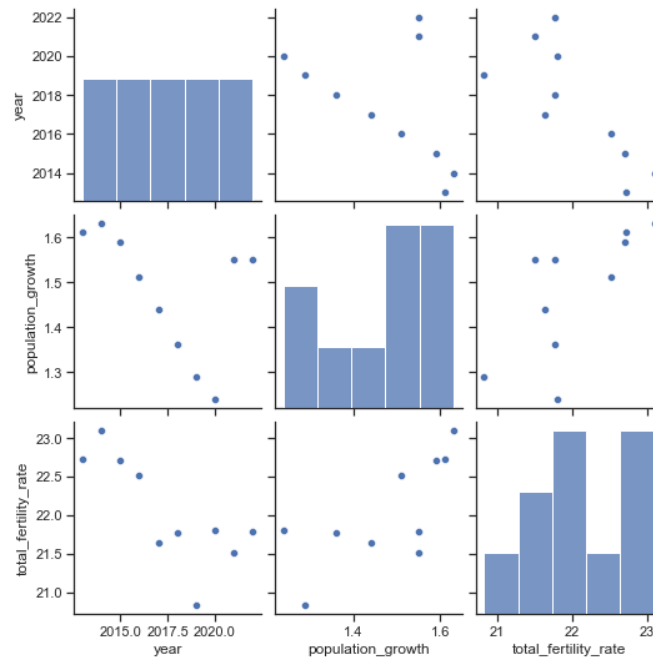 2022
2020
2018
2016
2014
year
1.6
1.5
1.4
1.3
population_growth
23.0
22.5
22.0
21.5
21.0
total_fertility_rate
2015.0 2017.5 2020.0
year
1.4 1.6
population_growth
21 22 23
total_fertility_rate